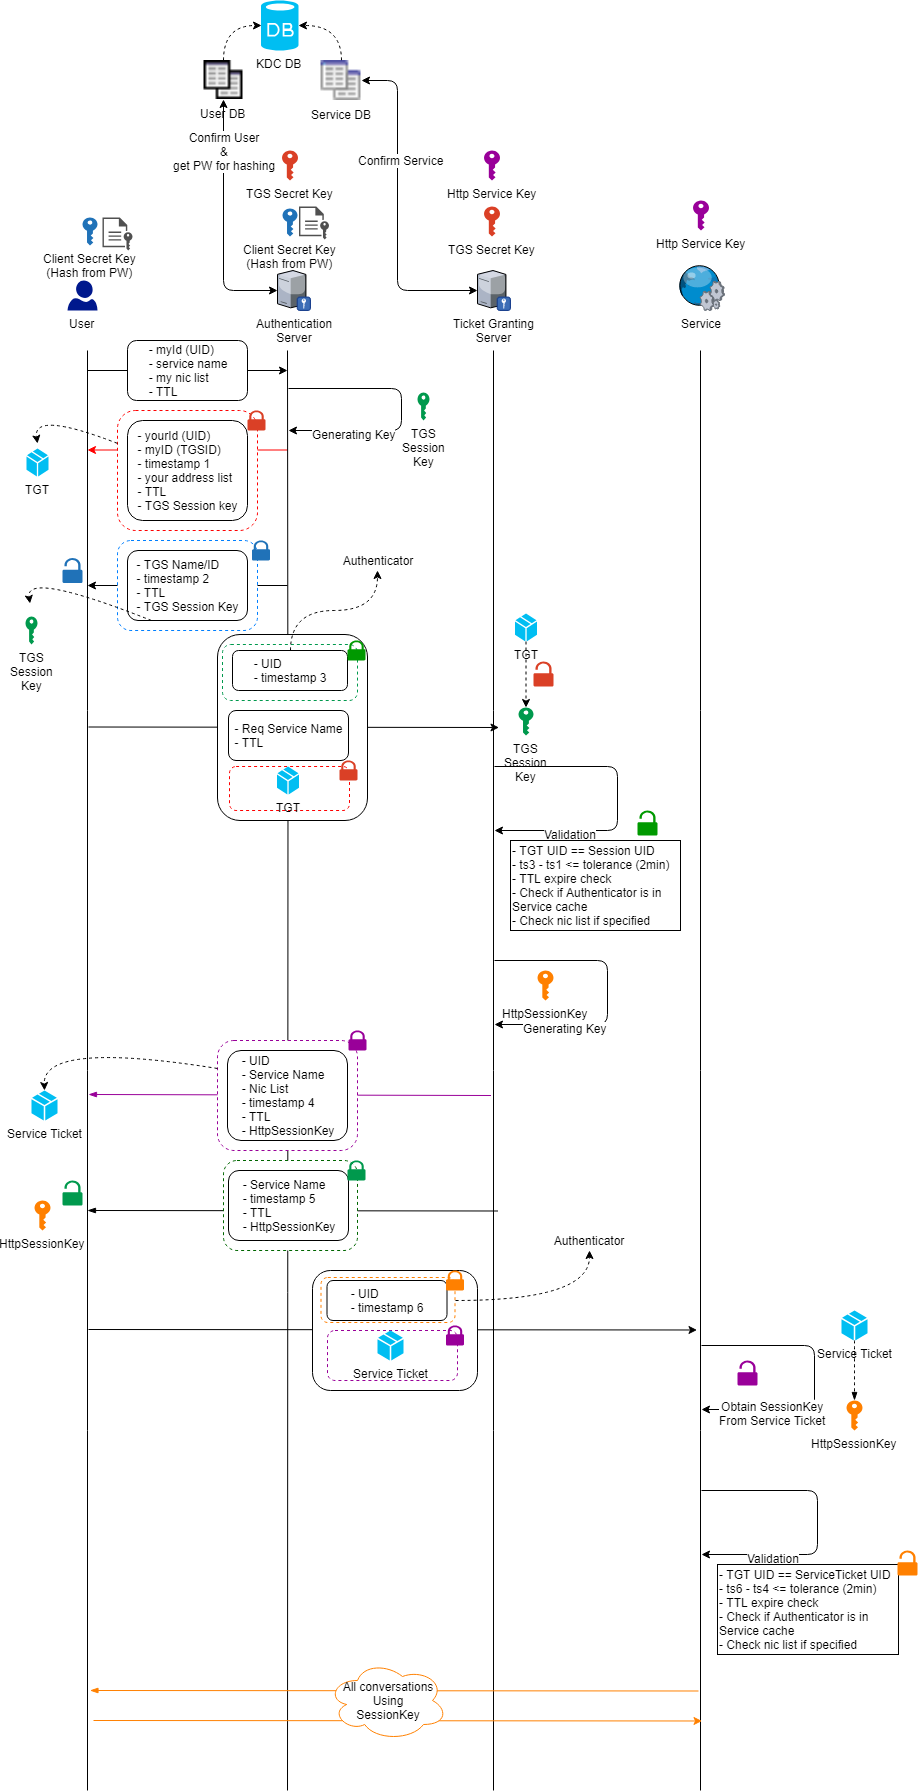 DB
KDC DB
User DB
Service DB
Confirm User
&
get PW for hashing
Confirm Service
TGS Secret Key
Http Service Key
Client Secret Key
(Hash from PW)
Client Secret Key
(Hash from PW)
TGS Secret Key
Http Service Key
User
Authentication
Server
Ticket Granting
Server
Service
- myId (UID)
- service name
- my nic list
- TTL
Generating Key
TGS
Session
Key
- yourId (UID)
- myID (TGSID)
- timestamp 1
- your address list
- TTL
- TGS Session key
TGT
- TGS Name/ID
- timestamp 2
- TTL
- TGS Session Key
TGS
Session
Key
Authenticator
- UID
- timestamp 3
- Req Service Name
- TTL
TGT
TGT
TGS
Session
Key
Validation
- TGT UID == Session UID
- ts3 - ts1 <= tolerance (2min)
- TTL expire check
- Check if Authenticator is in
Service cache
- Check nic list if specified
HttpSessionKey
Generating Key
- UID
- Service Name
- Nic List
- timestamp 4
- TTL
- HttpSessionKey
Service Ticket
- Service Name
- timestamp 5
- TTL
- HttpSessionKey
HttpSessionKey
Authenticator
- UID
- timestamp 6
Service Ticket
Service Ticket
Obtain SessionKey
From Service Ticket
HttpSessionKey
Validation
- TGT UID == ServiceTicket UID
- ts6 - ts4 <= tolerance (2min)
- TTL expire check
- Check if Authenticator is in
Service cache
- Check nic list if specified
All conversations
Using
SessionKey